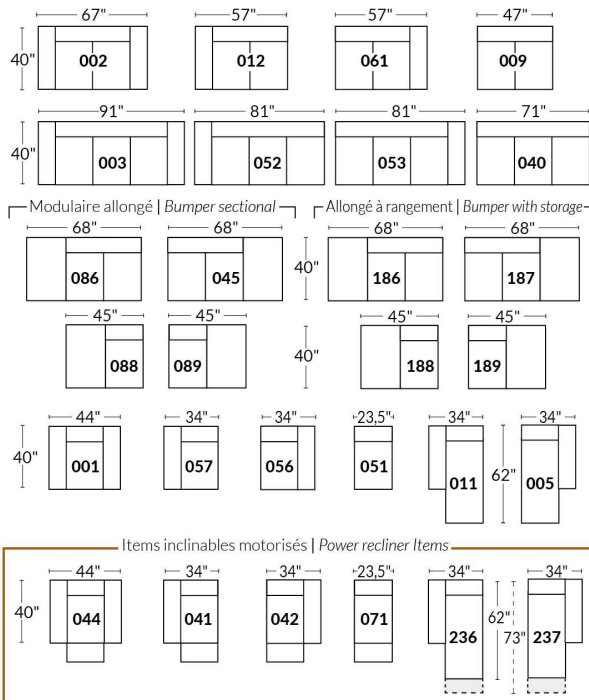 67" 57" 57" 47"
40" 002 012 061 009
91" 81" 81" 71"
40" 003 052 053 040
Modulaire allongé | Bumper sectional Allongé à rangement | Bumper with storage
68" 68" 68" 68"
086 045 40" 186 187
45" 45" 45" 45"
088 089 40" 188 189
44" 34" 34" 23,5" 34" 34"
40" 001 057 056 051 011 62" 005
Items inclinables motorisés | Power recliner Items
44" 34" 34" 23,5" 34" 34"
40" 044 041 042 071 236 62" 73" 237